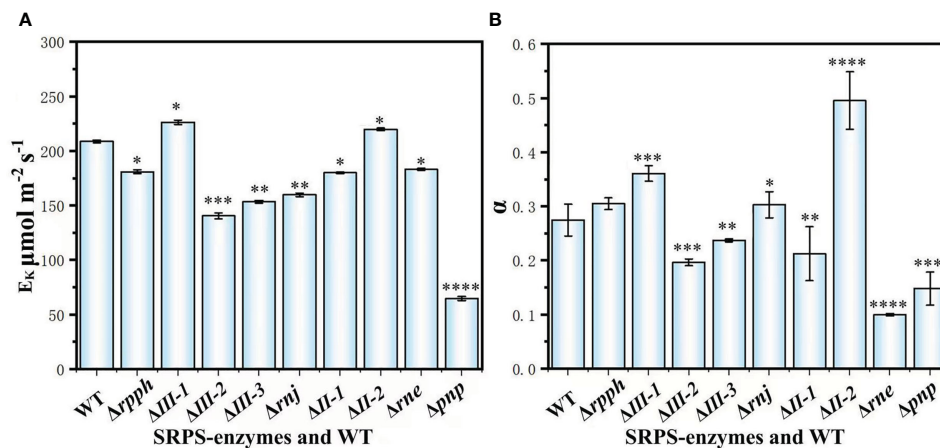 A
E_K μmol m⁻² s⁻¹
300
250
200
150
100
50
0
*
*
***
**
**
*
*
*
****
WT
Δrpph
ΔIII-1
ΔIII-2
ΔIII-3
Δrnj
ΔII-1
ΔII-2
Δrne
Δpnp
SRPS-enzymes and WT
B
α
0.6
0.5
0.4
0.3
0.2
0.1
0.0
***
***
**
*
**
****
****
***
WT
Δrpph
ΔIII-1
ΔIII-2
ΔIII-3
Δrnj
ΔII-1
ΔII-2
Δrne
Δpnp
SRPS-enzymes and WT